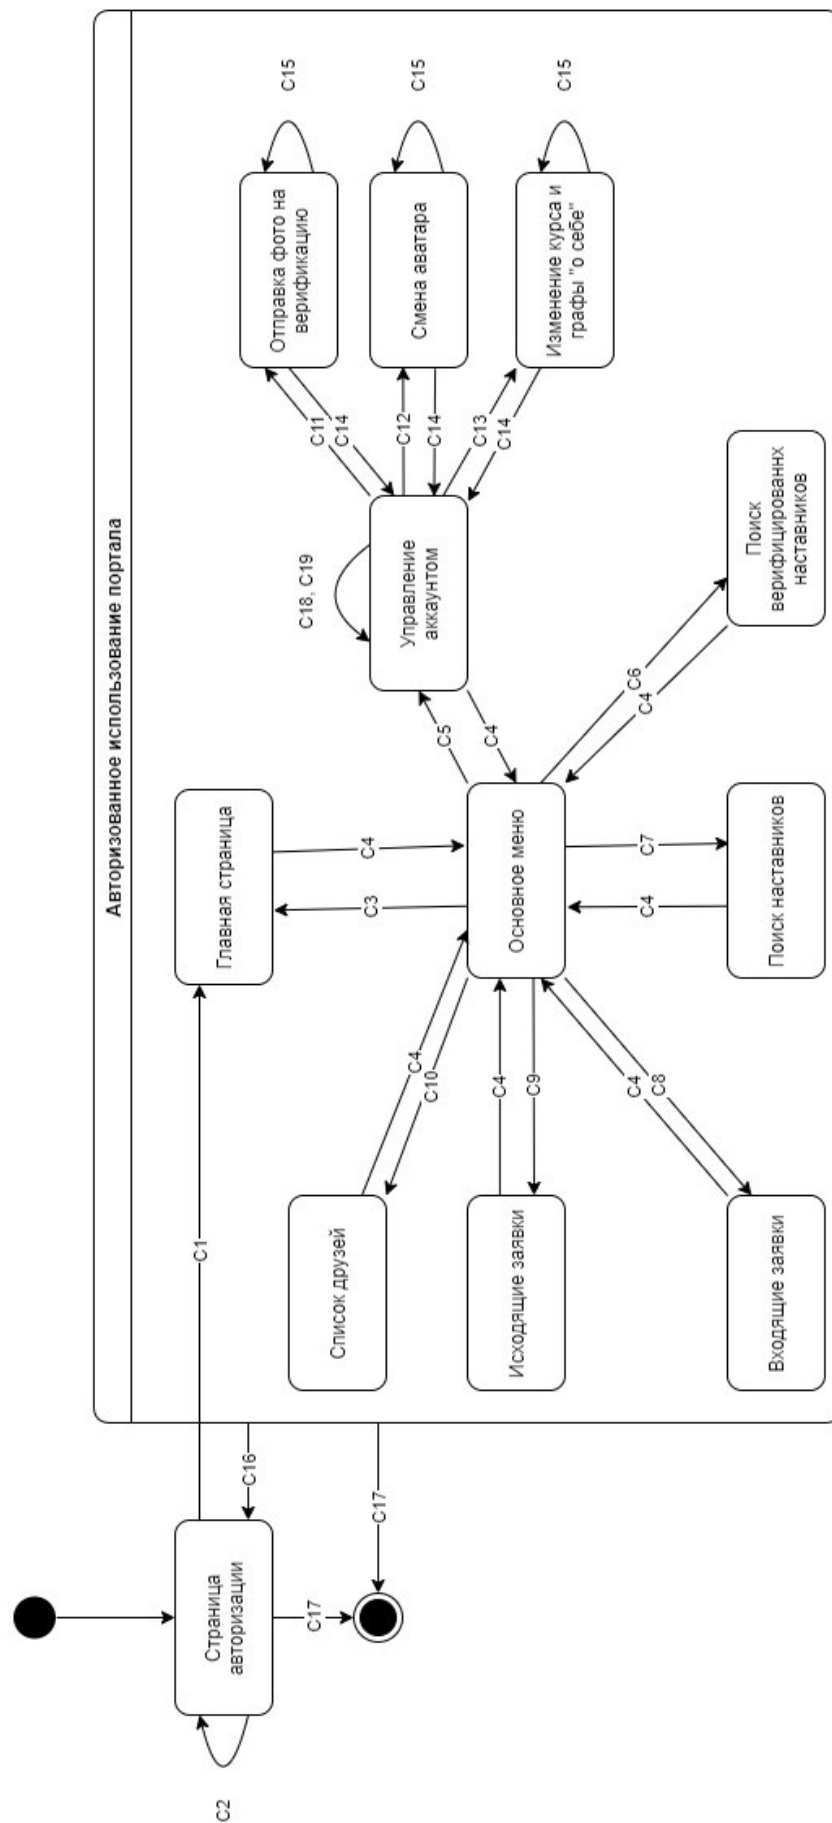 Авторизованное использование портала
C1
Страница
авторизации
C2
C16
C17
C17
Главная страница
C4
C3
Отправка фото на
верификацию
C15
C18, C19
C11
C14
Управление
аккаунтом
C12
C14
Смена аватара
C15
C13
C14
Изменение курса и
графы "о себе"
C15
Список друзей
C4
C10
C5
C4
Исходящие заявки
C4
C9
Основное меню
C6
C4
C4
C8
C4
C7
Входящие заявки
Поиск наставников
Поиск
верифицированнх
наставников